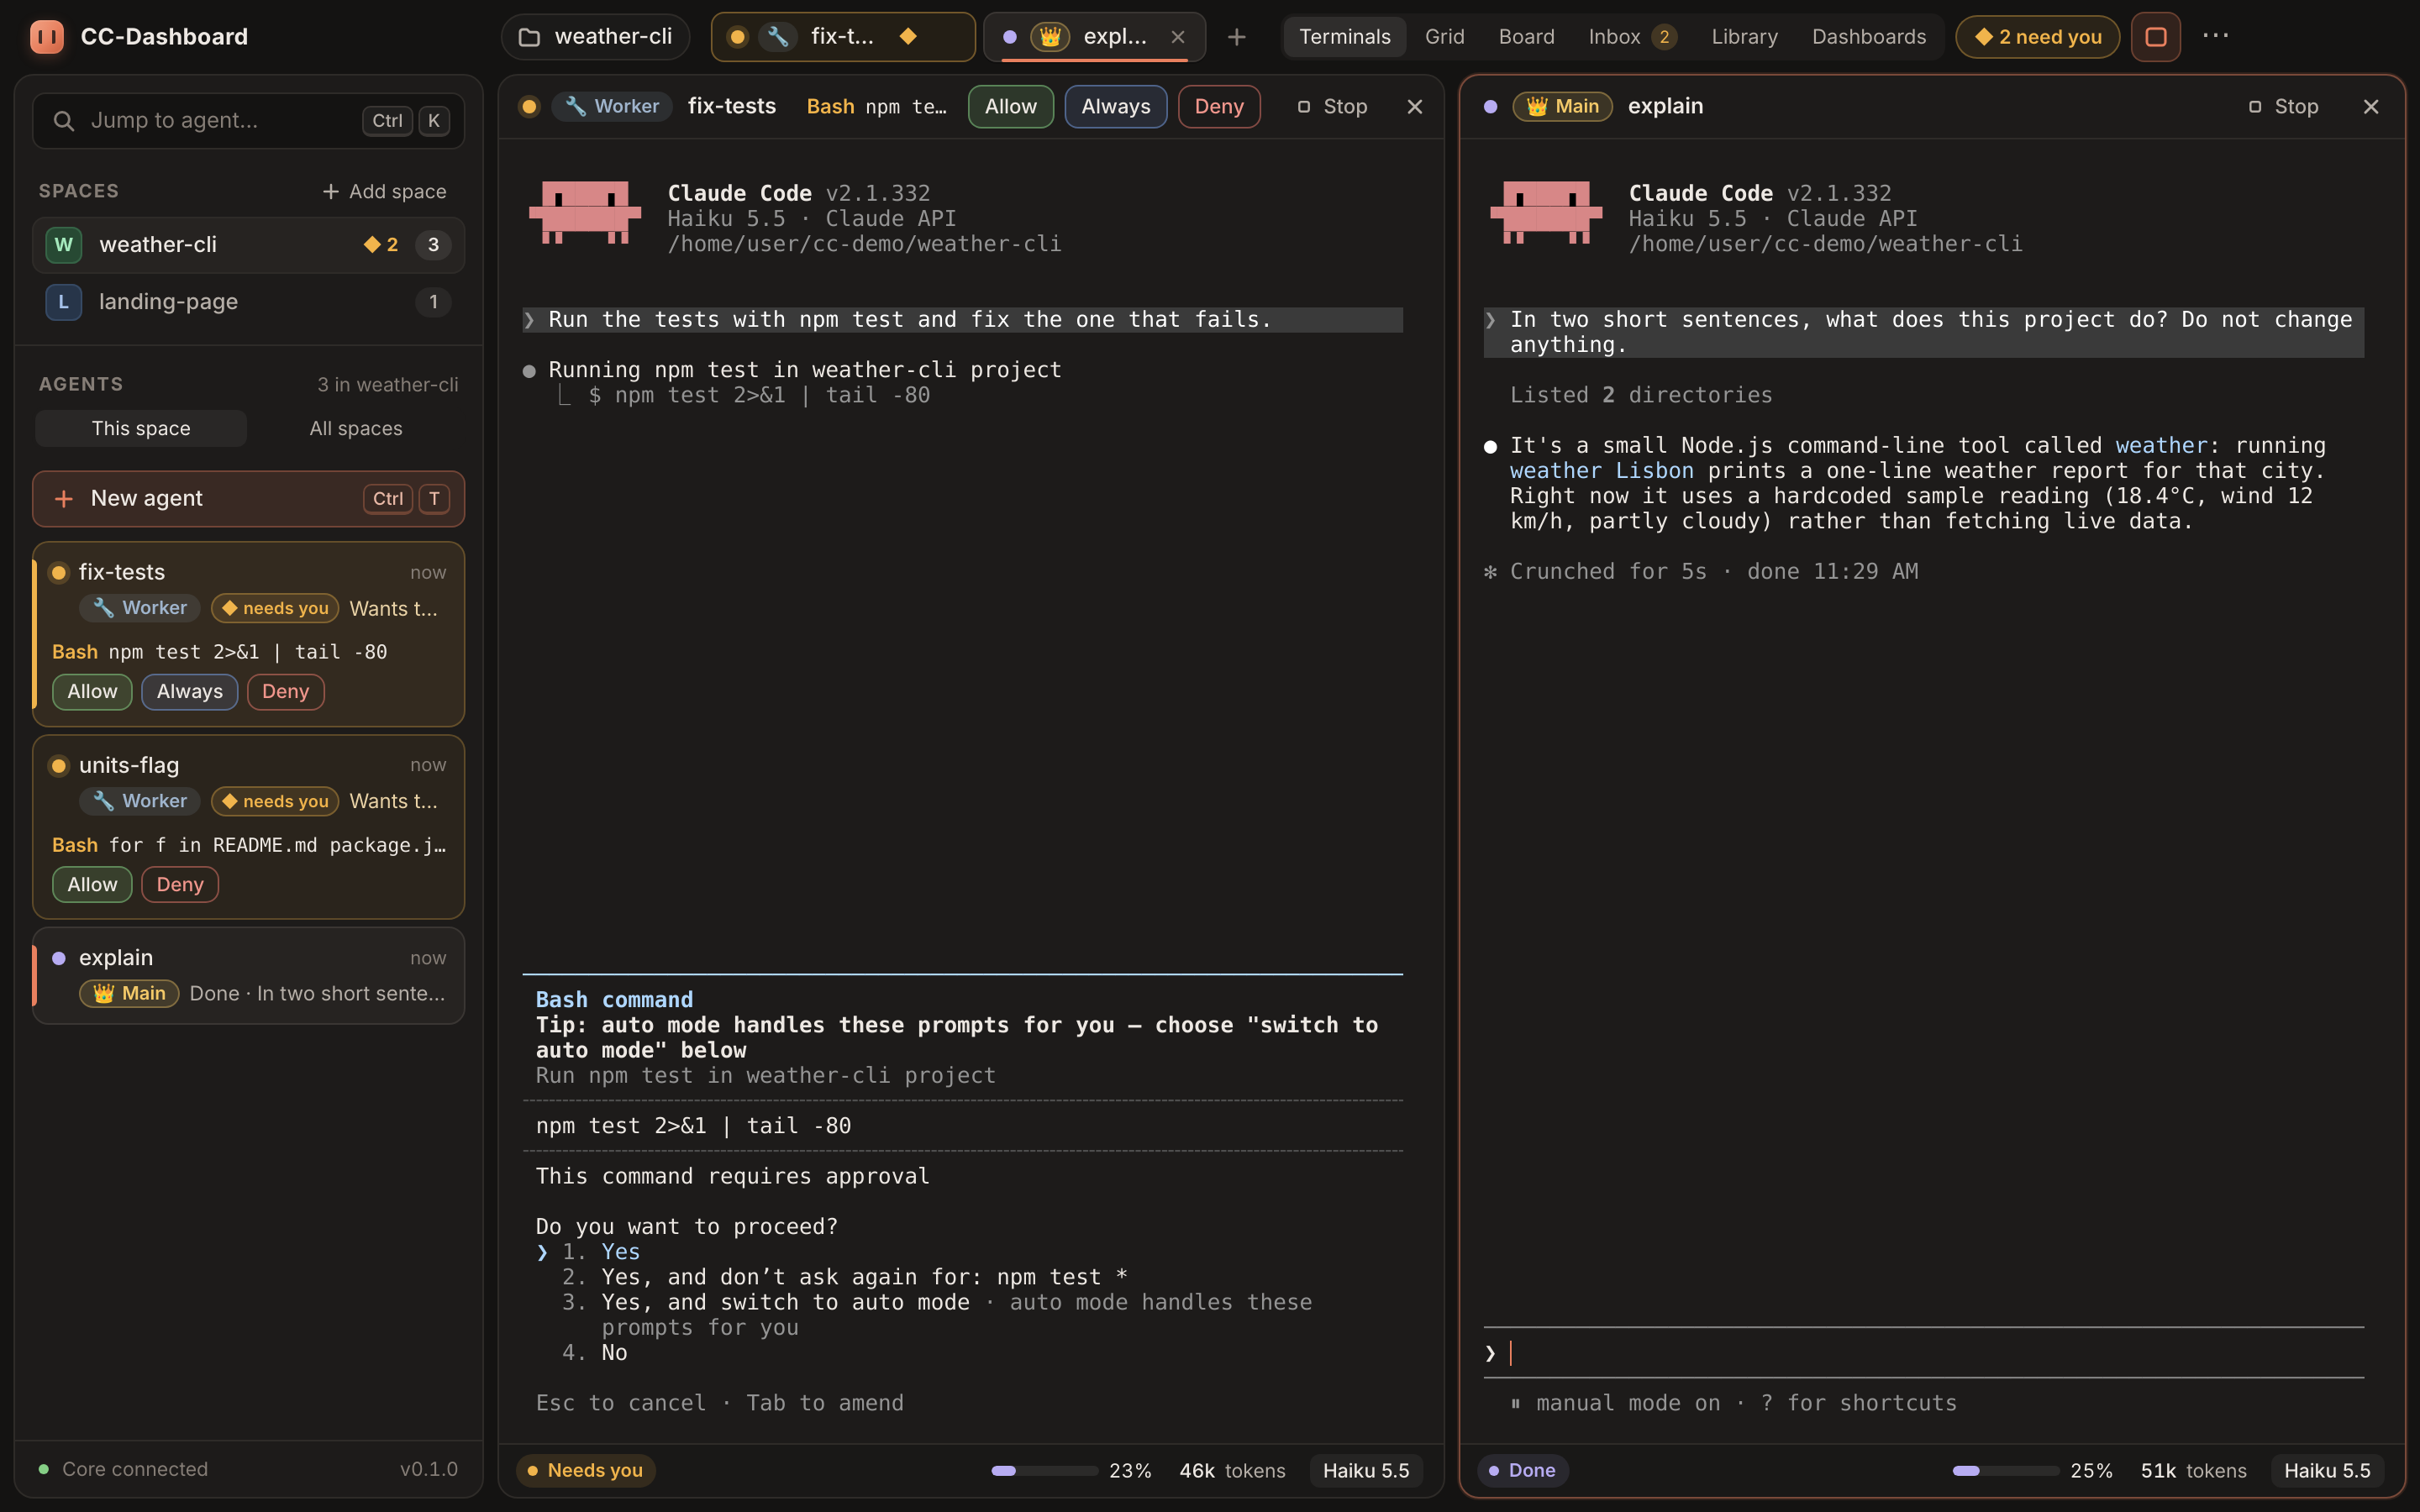 CC-Dashboard
weather-cli
fix-t...
expl...
Terminals Grid Board Inbox 2 Library Dashboards
2 need you
Jump to agent... Ctrl K
SPACES + Add space
W weather-cli 2 3
L landing-page 1
AGENTS 3 in weather-cli
This space All spaces
+ New agent Ctrl T
fix-tests now
Worker needs you Wants t...
Bash npm test 2>&1 | tail -80
Allow Always Deny
units-flag now
Worker needs you Wants t...
Bash for f in README.md package.j...
Allow Deny
explain now
Main Done · In two short sente...
Core connected v0.1.0
Worker fix-tests Bash npm te... Allow Always Deny Stop
Claude Code v2.1.332
Haiku 5.5 · Claude API
/home/user/cc-demo/weather-cli
❯ Run the tests with npm test and fix the one that fails.
● Running npm test in weather-cli project
⎿ $ npm test 2>&1 | tail -80
Bash command
Tip: auto mode handles these prompts for you — choose "switch to
auto mode" below
Run npm test in weather-cli project
npm test 2>&1 | tail -80
This command requires approval
Do you want to proceed?
❯ 1. Yes
2. Yes, and don’t ask again for: npm test *
3. Yes, and switch to auto mode · auto mode handles these
prompts for you
4. No
Esc to cancel · Tab to amend
Needs you 23% 46k tokens Haiku 5.5
Main explain Stop
Claude Code v2.1.332
Haiku 5.5 · Claude API
/home/user/cc-demo/weather-cli
❯ In two short sentences, what does this project do? Do not change
anything.
Listed 2 directories
● It's a small Node.js command-line tool called weather: running
weather Lisbon prints a one-line weather report for that city.
Right now it uses a hardcoded sample reading (18.4°C, wind 12
km/h, partly cloudy) rather than fetching live data.
✻ Crunched for 5s · done 11:29 AM
❯
⏸ manual mode on · ? for shortcuts
Done 25% 51k tokens Haiku 5.5